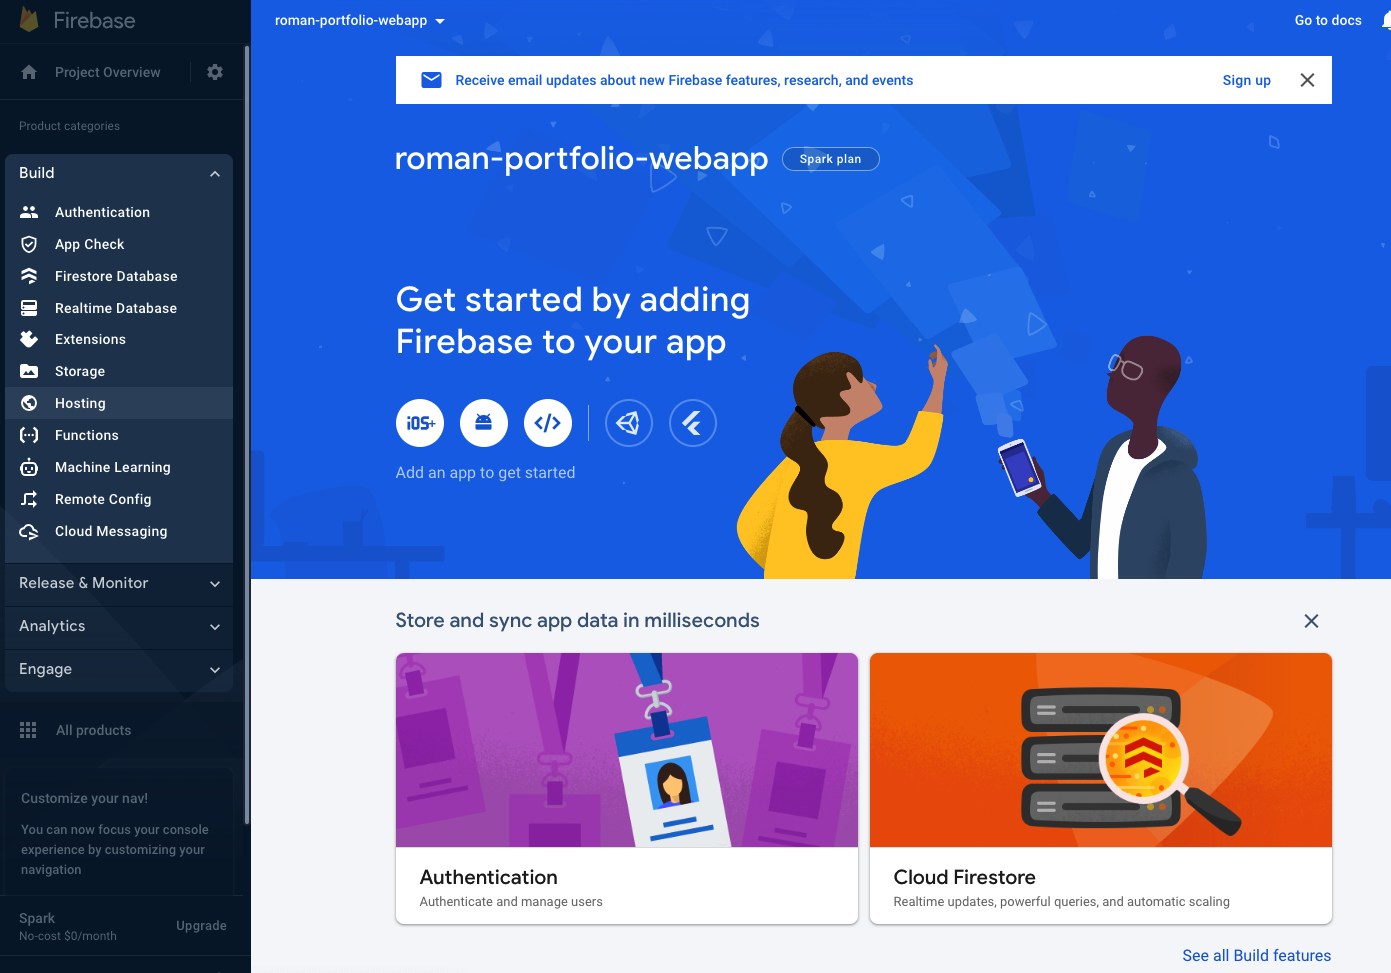 Firebase
Project Overview
Product categories
Build
Authentication
App Check
Firestore Database
Realtime Database
Extensions
Storage
Hosting
Functions
Machine Learning
Remote Config
Cloud Messaging
Release & Monitor
Analytics
Engage
All products
Customize your nav!
You can now focus your console
experience by customizing your
navigation
Spark
No-cost $0/month
Upgrade
roman-portfolio-webapp
Go to docs
Receive email updates about new Firebase features, research, and events
Sign up
roman-portfolio-webapp
Spark plan
Get started by adding
Firebase to your app
iOS+
Add an app to get started
Store and sync app data in milliseconds
Authentication
Authenticate and manage users
Cloud Firestore
Realtime updates, powerful queries, and automatic scaling
See all Build features